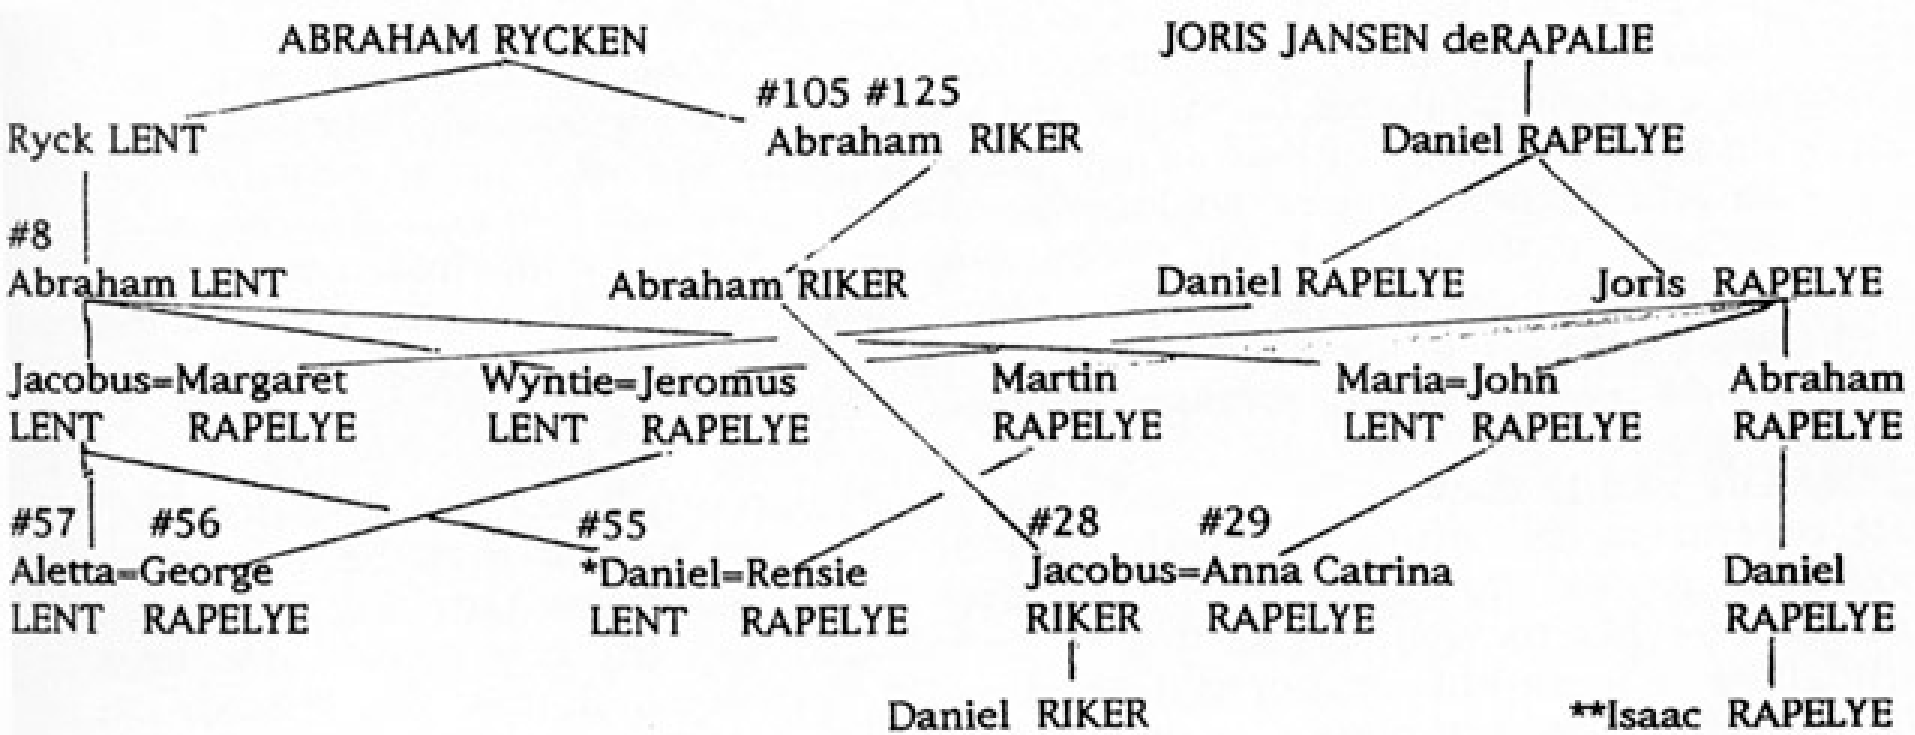 ABRAHAM RYCKEN JORIS JANSEN deRAPALIE
#105 #125
Ryck LENT Abraham RIKER Daniel RAPELYE
#8
Abraham LENT Abraham RIKER Daniel RAPELYE Joris RAPELYE
Jacobus=Margaret Wyntie=Jeromus Martin Maria=John Abraham
LENT RAPELYE LENT RAPELYE RAPELYE LENT RAPELYE RAPELYE
#57 #56 #55 #28 #29
Aletta=George *Daniel=Rensie Jacobus=Anna Catrina Daniel
LENT RAPELYE LENT RAPELYE RIKER RAPELYE RAPELYE
Daniel RIKER **Isaac RAPELYE